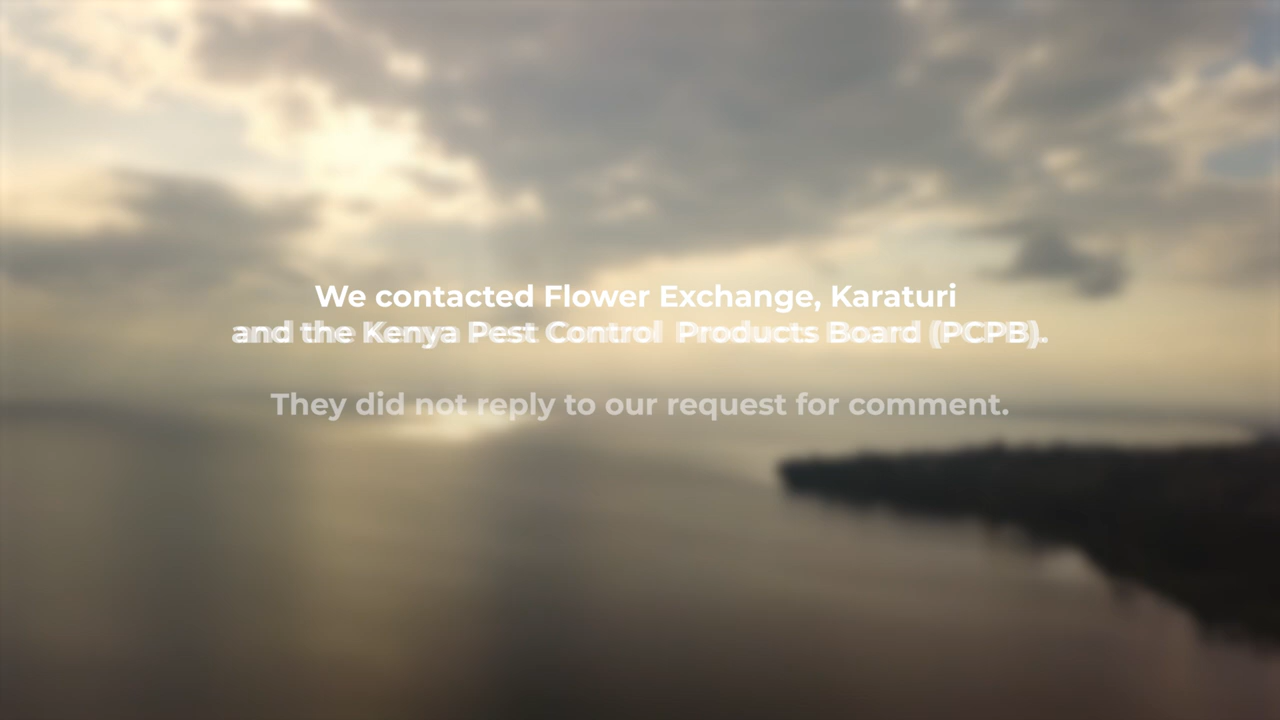 We contacted Flower Exchange, Karaturi
and the Kenya Pest Control Products Board (PCPB).
They did not reply to our request for comment.